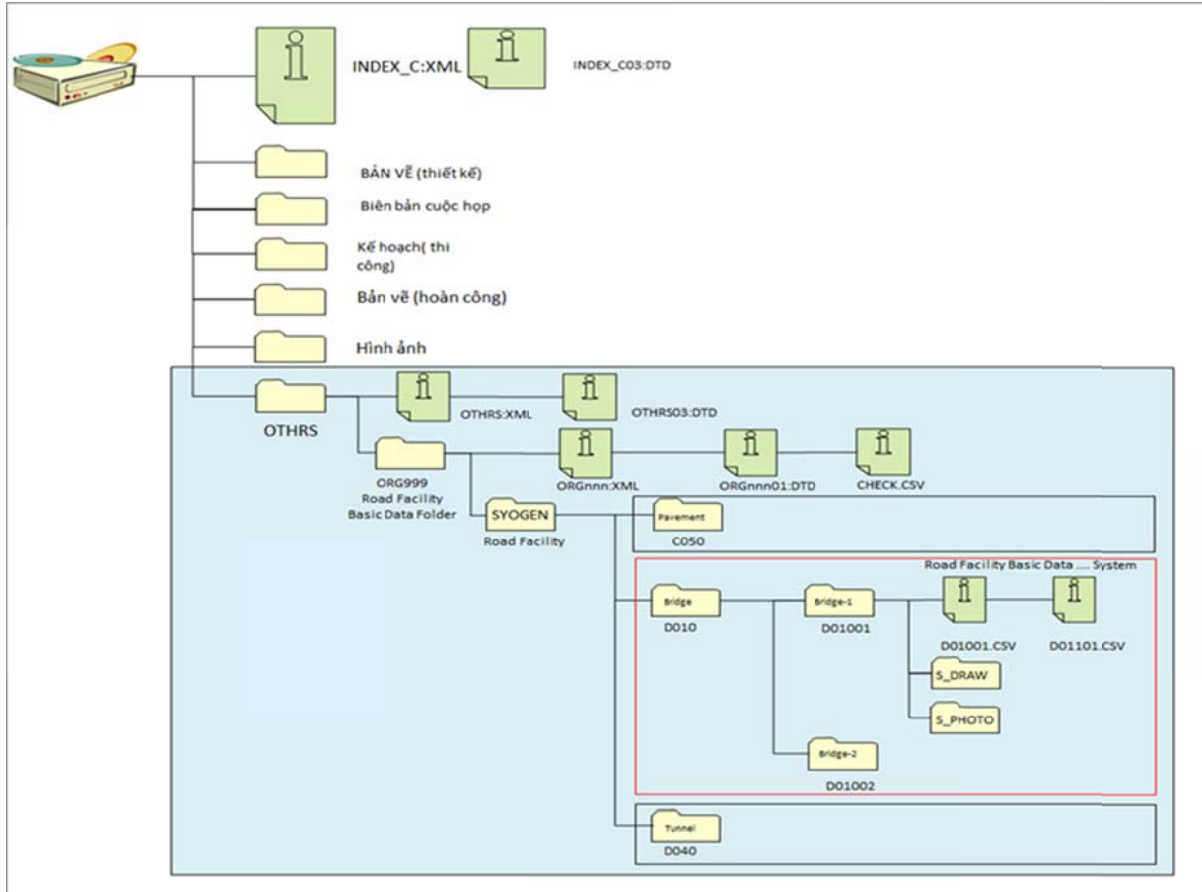 INDEX_C:XML
INDEX_C03:DTD
BẢN VẼ (thiết kế)
Biên bản cuộc họp
Kế hoạch( thi
công)
Bản vẽ (hoàn công)
Hình ảnh
OTHRS
OTHRS:XML
OTHRS03:DTD
ORG999
Road Facility
Basic Data Folder
ORGnnn:XML
ORGnnn01:DTD
CHECK.CSV
SYOGEN
Road Facility
Pavement
C050
Road Facility Basic Data .... System
Bridge
D010
Bridge-1
D01001
D01001.CSV
D01101.CSV
S_DRAW
S_PHOTO
Bridge-2
D01002
Tunnel
D040